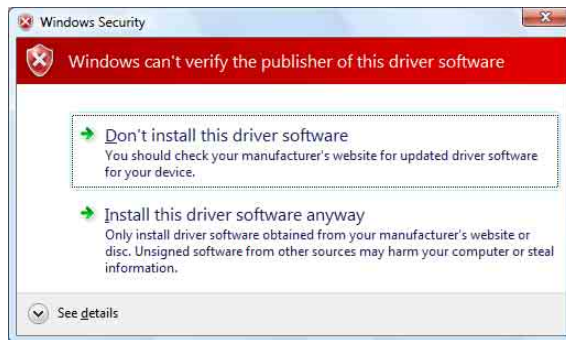 Windows Security
Windows can't verify the publisher of this driver software
Don't install this driver software
You should check your manufacturer's website for updated driver software
for your device.
Install this driver software anyway
Only install driver software obtained from your manufacturer's website or
disc. Unsigned software from other sources may harm your computer or steal
information.
See details